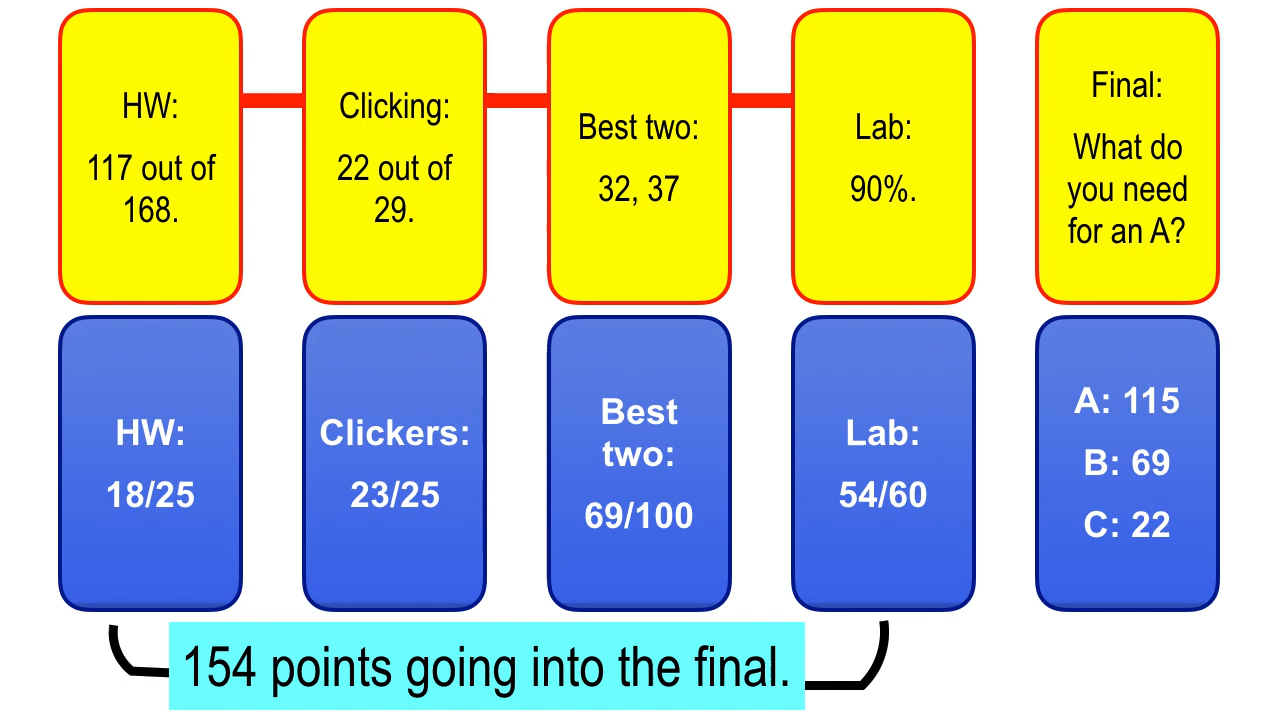 HW:
117 out of
168.
Clicking:
22 out of
29.
Best two:
32, 37
Lab:
90%.
Final:
What do
you need
for an A?
HW:
18/25
Clickers:
23/25
Best
two:
69/100
Lab:
54/60
A: 115
B: 69
C: 22
154 points going into the final.